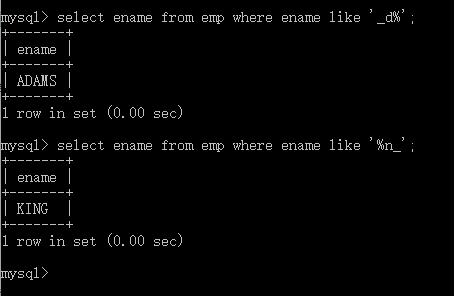 mysql> select ename from emp where ename like '_d%';
+-------+
| ename |
+-------+
| ADAMS |
+-------+
1 row in set (0.00 sec)
mysql> select ename from emp where ename like '%n_';
+-------+
| ename |
+-------+
| KING  |
+-------+
1 row in set (0.00 sec)
mysql>